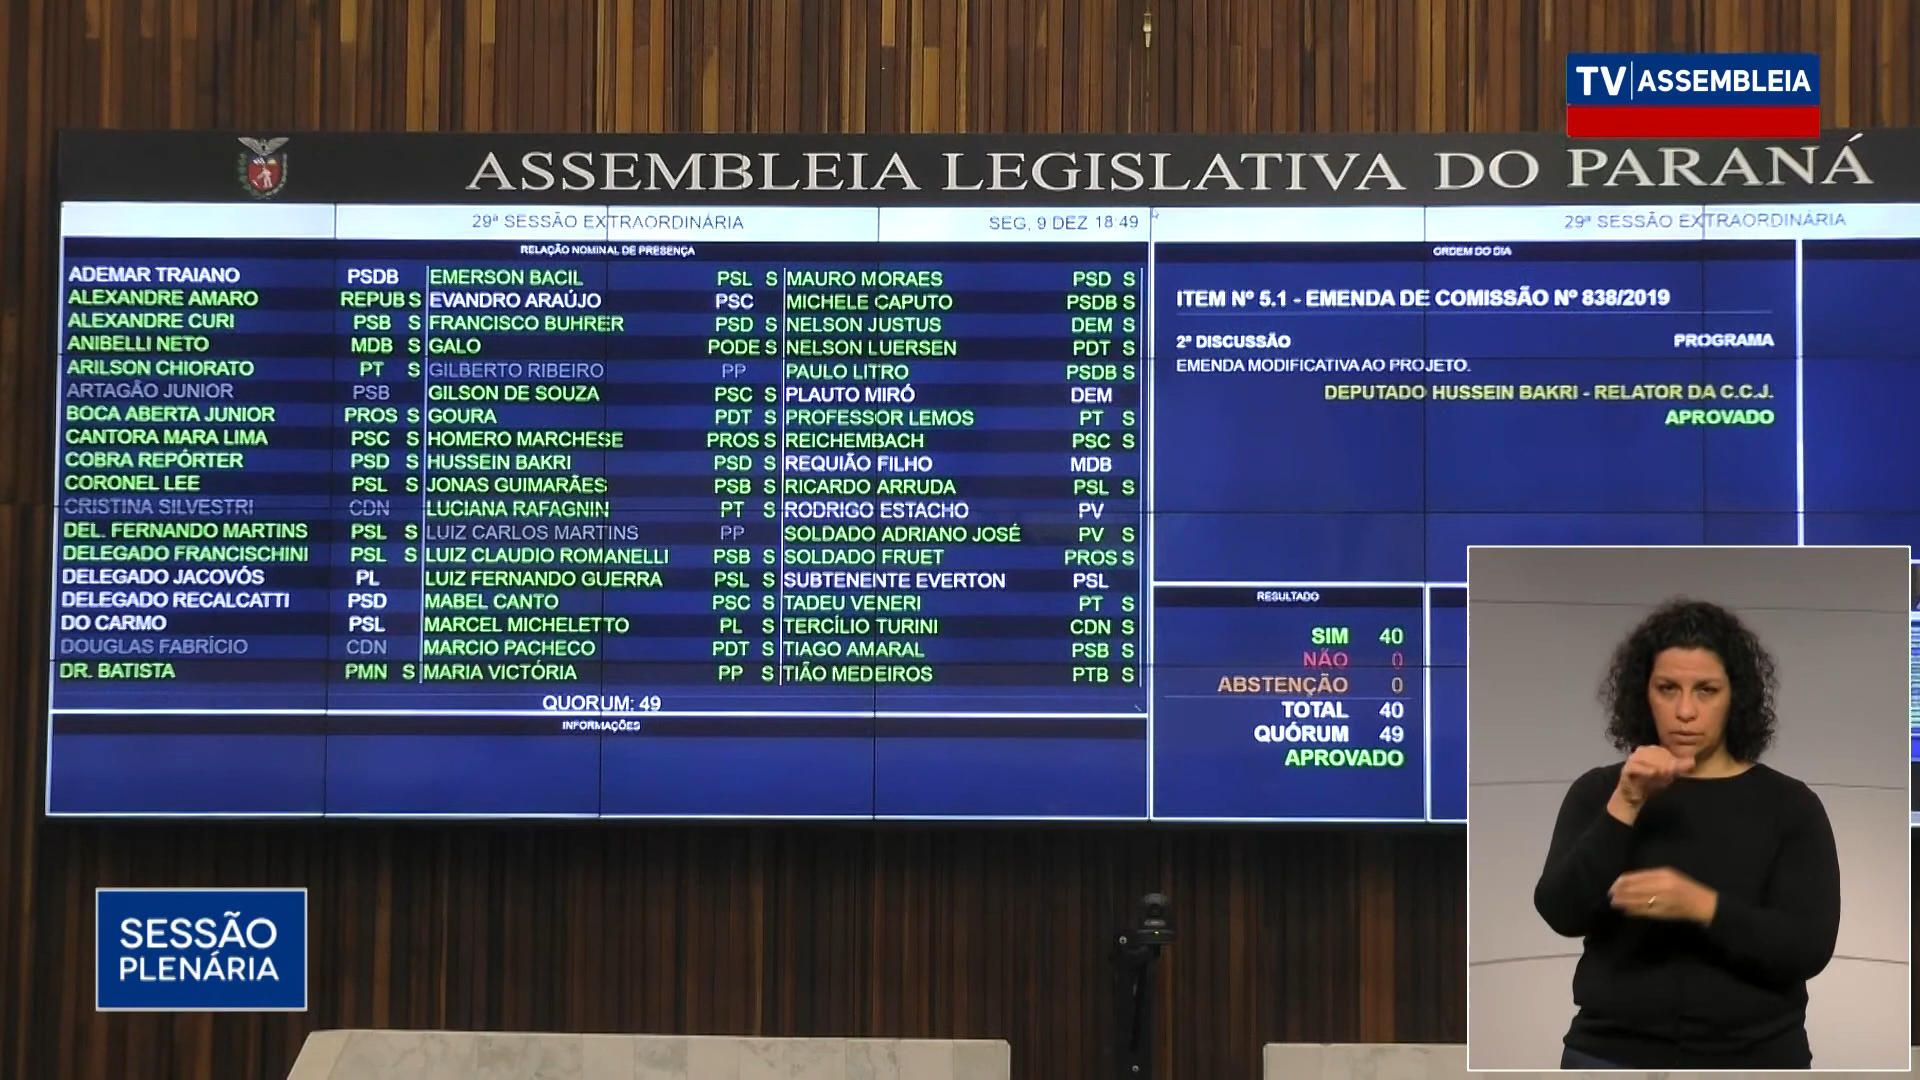 TV ASSEMBLEIA
ASSEMBLEIA LEGISLATIVA DO PARANÁ
29ª SESSÃO EXTRAORDINÁRIA SEG, 9 DEZ 18:49
RELAÇÃO NOMINAL DE PRESENÇA
ADEMAR TRAIANO PSDB
ALEXANDRE AMARO REPUB S
ALEXANDRE CURI PSB S
ANIBELLI NETO MDB S
ARILSON CHIORATO PT S
ARTAGÃO JUNIOR PSB
BOCA ABERTA JUNIOR PROS S
CANTORA MARA LIMA PSC S
COBRA REPÓRTER PSD S
CORONEL LEE PSL S
CRISTINA SILVESTRI CDN
DEL. FERNANDO MARTINS PSL S
DELEGADO FRANCISCHINI PSL S
DELEGADO JACOVÓS PL
DELEGADO RECALCATTI PSD
DO CARMO PSL
DOUGLAS FABRÍCIO CDN
DR. BATISTA PMN S
EMERSON BACIL PSL S
EVANDRO ARAÚJO PSC
FRANCISCO BUHRER PSD S
GALO PODE S
GILBERTO RIBEIRO PP
GILSON DE SOUZA PSC S
GOURA PDT S
HOMERO MARCHESE PROS S
HUSSEIN BAKRI PSD S
JONAS GUIMARÃES PSB S
LUCIANA RAFAGNIN PT S
LUIZ CARLOS MARTINS PP
LUIZ CLAUDIO ROMANELLI PSB S
LUIZ FERNANDO GUERRA PSL S
MABEL CANTO PSC S
MARCEL MICHELETTO PL S
MARCIO PACHECO PDT S
MARIA VICTÓRIA PP S
MAURO MORAES PSD S
MICHELE CAPUTO PSDB S
NELSON JUSTUS DEM S
NELSON LUERSEN PDT S
PAULO LITRO PSDB S
PLAUTO MIRÓ DEM
PROFESSOR LEMOS PT S
REICHEMBACH PSC S
REQUIÃO FILHO MDB
RICARDO ARRUDA PSL S
RODRIGO ESTACHO PV
SOLDADO ADRIANO JOSÉ PV S
SOLDADO FRUET PROS S
SUBTENENTE EVERTON PSL
TADEU VENERI PT S
TERCÍLIO TURINI CDN S
TIAGO AMARAL PSB S
TIÃO MEDEIROS PTB S
QUORUM: 49
INFORMAÇÕES
29ª SESSÃO EXTRAORDINÁRIA
ORDEM DO DIA
ITEM Nº 5.1 - EMENDA DE COMISSÃO Nº 838/2019
2ª DISCUSSÃO PROGRAMA
EMENDA MODIFICATIVA AO PROJETO.
DEPUTADO HUSSEIN BAKRI - RELATOR DA C.C.J.
APROVADO
RESULTADO
SIM 40
NÃO 0
ABSTENÇÃO 0
TOTAL 40
QUÓRUM 49
APROVADO
SESSÃO
PLENÁRIA